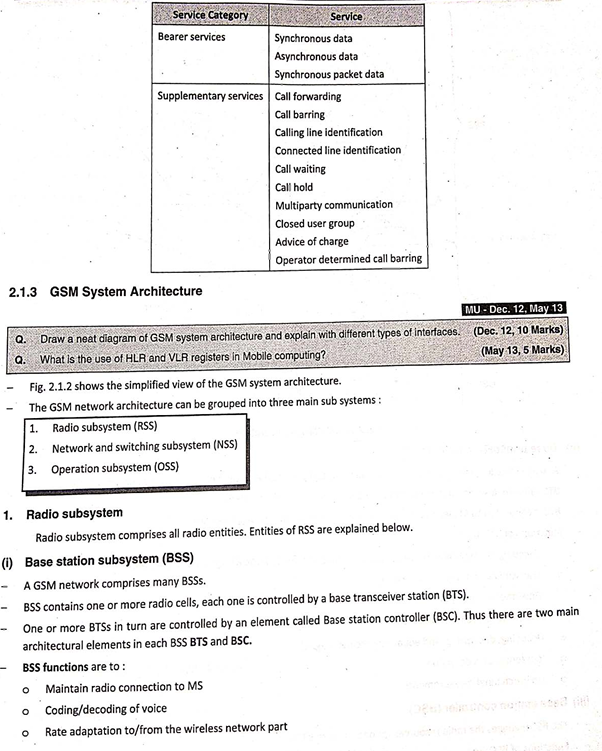 Service Category Service
Bearer services Synchronous data
Asynchronous data
Synchronous packet data
Supplementary services Call forwarding
Call barring
Calling line identification
Connected line identification
Call waiting
Call hold
Multiparty communication
Closed user group
Advice of charge
Operator determined call barring
2.1.3 GSM System Architecture
MU - Dec. 12, May 13
Q. Draw a neat diagram of GSM system architecture and explain with different types of interfaces. (Dec. 12, 10 Marks)
Q. What is the use of HLR and VLR registers in Mobile computing? (May 13, 5 Marks)
– Fig. 2.1.2 shows the simplified view of the GSM system architecture.
– The GSM network architecture can be grouped into three main sub systems :
1. Radio subsystem (RSS)
2. Network and switching subsystem (NSS)
3. Operation subsystem (OSS)
1. Radio subsystem
Radio subsystem comprises all radio entities. Entities of RSS are explained below.
(i) Base station subsystem (BSS)
– A GSM network comprises many BSSs.
– BSS contains one or more radio cells, each one is controlled by a base transceiver station (BTS).
– One or more BTSs in turn are controlled by an element called Base station controller (BSC). Thus there are two main
architectural elements in each BSS BTS and BSC.
– BSS functions are to :
o Maintain radio connection to MS
o Coding/decoding of voice
o Rate adaptation to/from the wireless network part